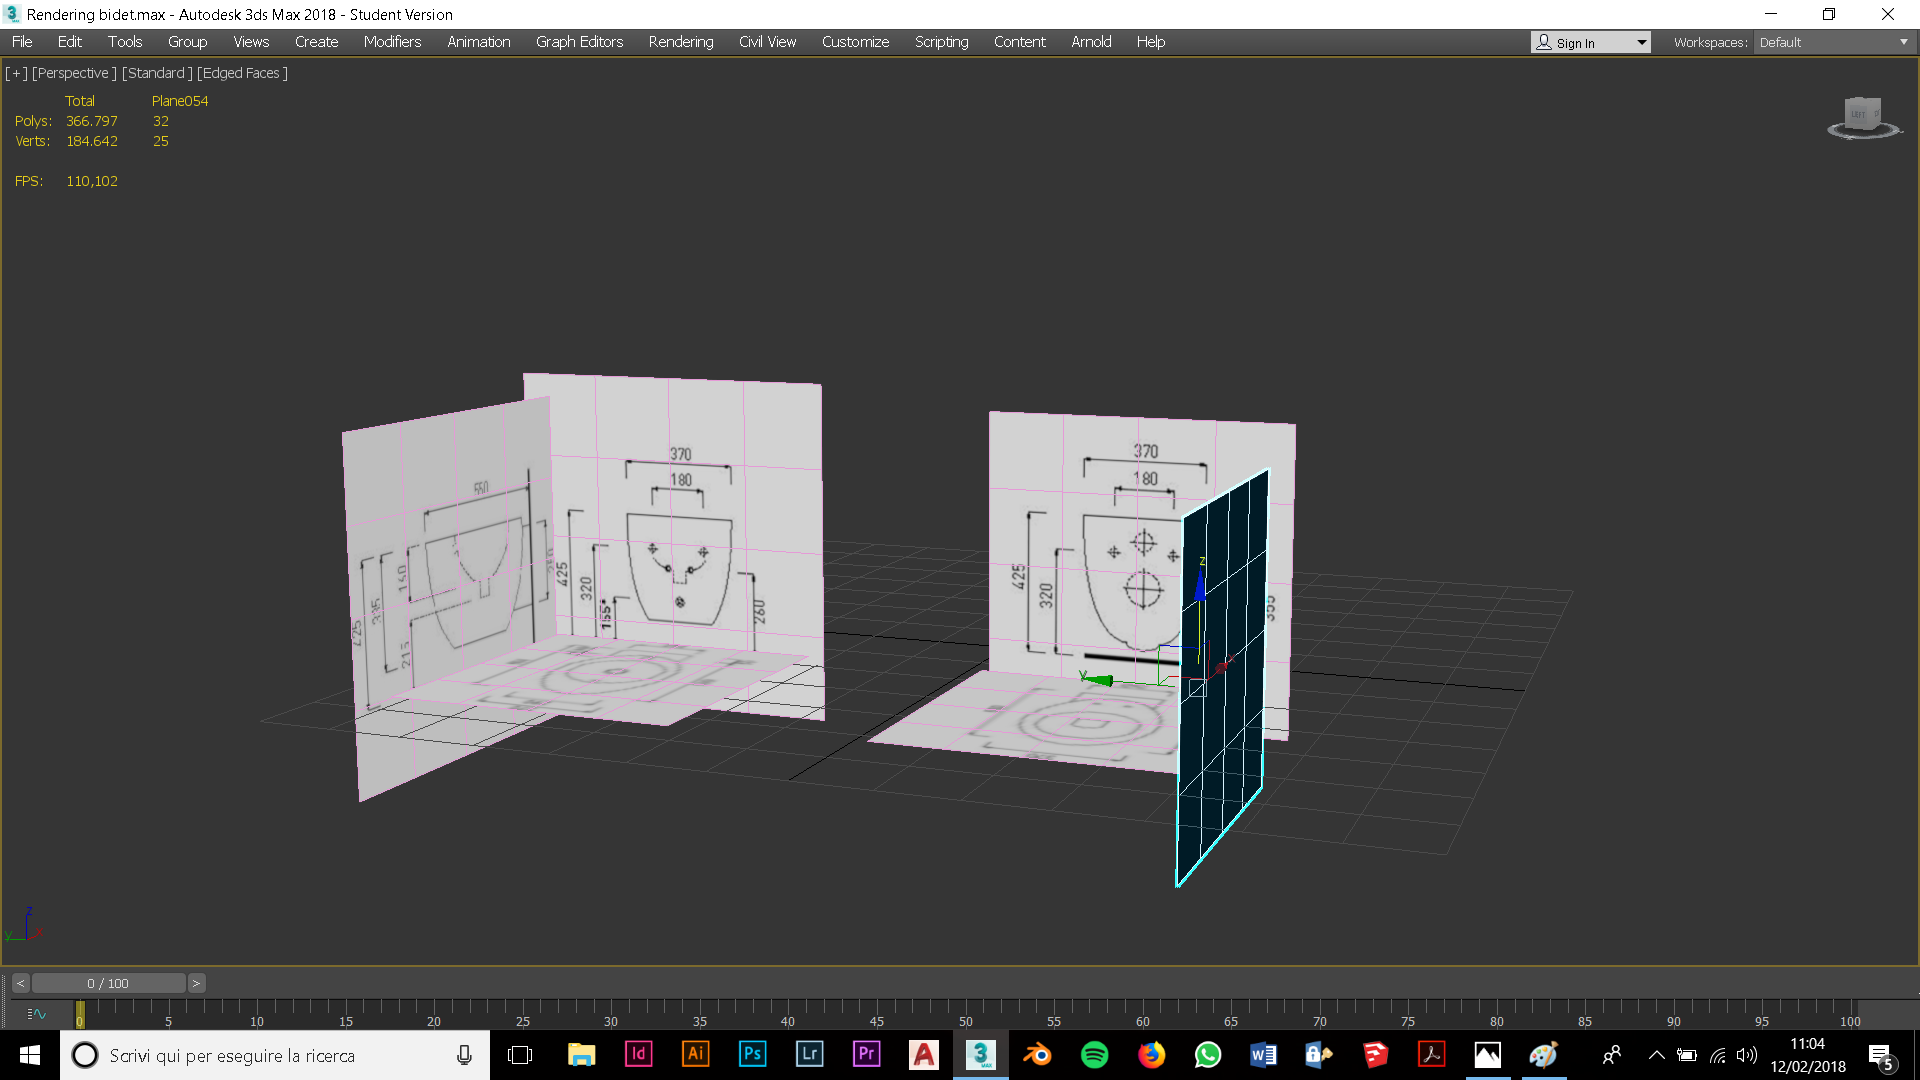 Rendering bidet.max - Autodesk 3ds Max 2018 - Student Version
File Edit Tools Group Views Create Modifiers Animation Graph Editors Rendering Civil View Customize Scripting Content Arnold Help
Sign In Workspaces: Default
[ + ] [Perspective ] [Standard ] [Edged Faces ]
Total Plane054
Polys: 366.797 32
Verts: 184.642 25
FPS: 110,102
LEFT
370
180
425
320
155
260
550
160
215
370
180
425
320
z
y
x
z
y
x
< 0 / 100 >
0 5 10 15 20 25 30 35 40 45 50 55 60 65 70 75 80 85 90 95 100
Scrivi qui per eseguire la ricerca
Id Ai Ps Lr Pr A 3 MAX W
11:04
12/02/2018
5